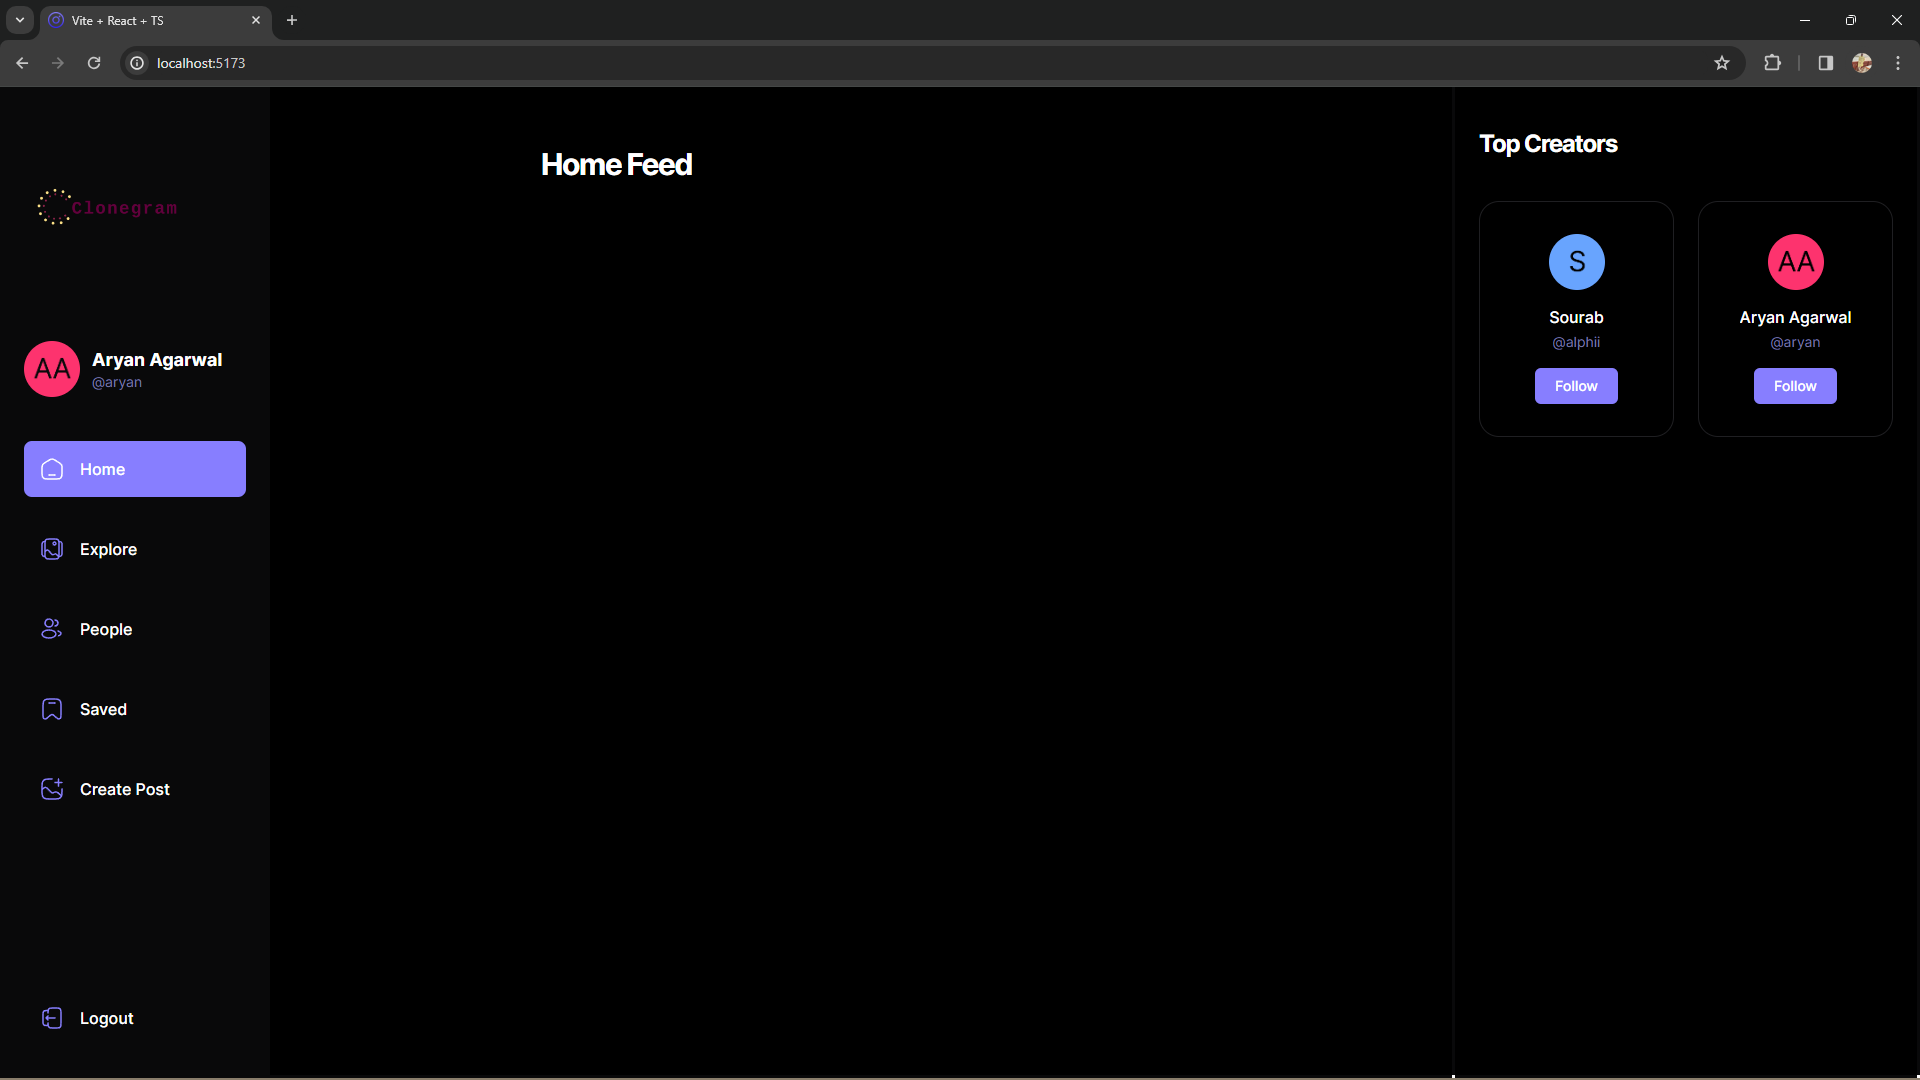 Vite + React + TS
localhost:5173
Clonegram
AA
Aryan Agarwal
@aryan
Home
Explore
People
Saved
Create Post
Logout
Home Feed
Top Creators
S
Sourab
@alphii
Follow
AA
Aryan Agarwal
@aryan
Follow